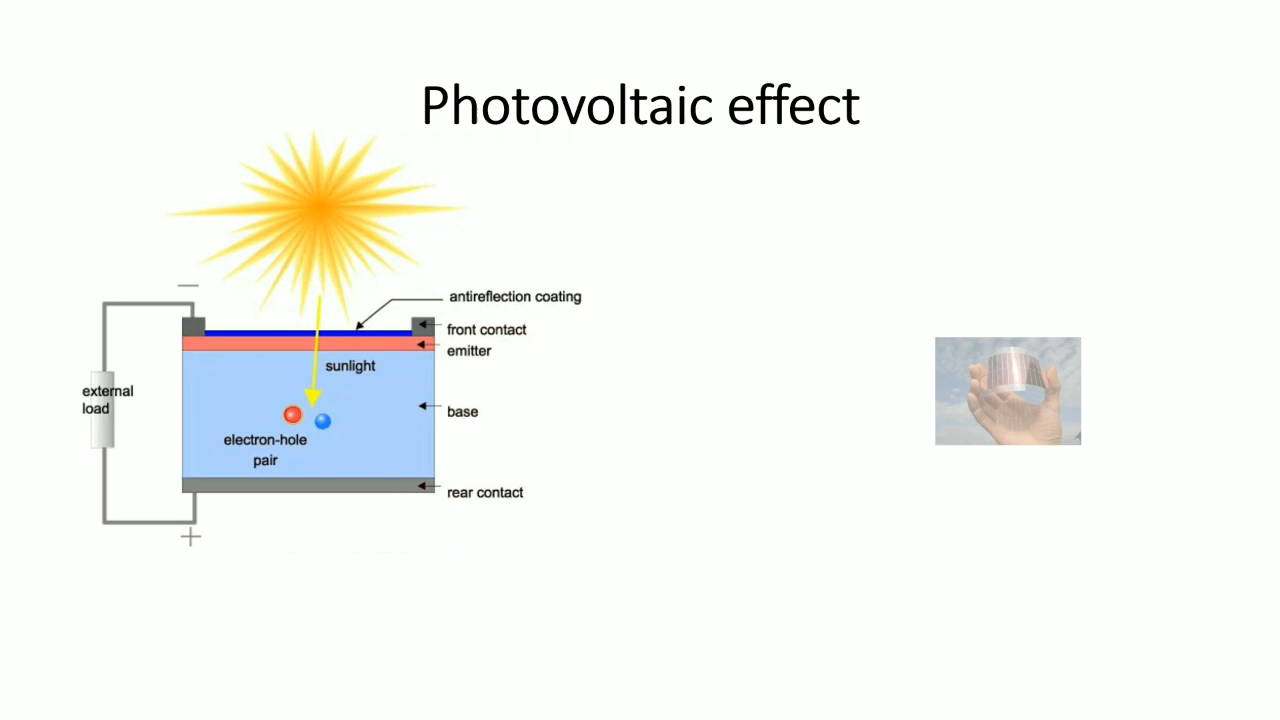 Photovoltaic effect
−
antireflection coating
front contact
emitter
sunlight
external
load
base
electron-hole
pair
rear contact
+